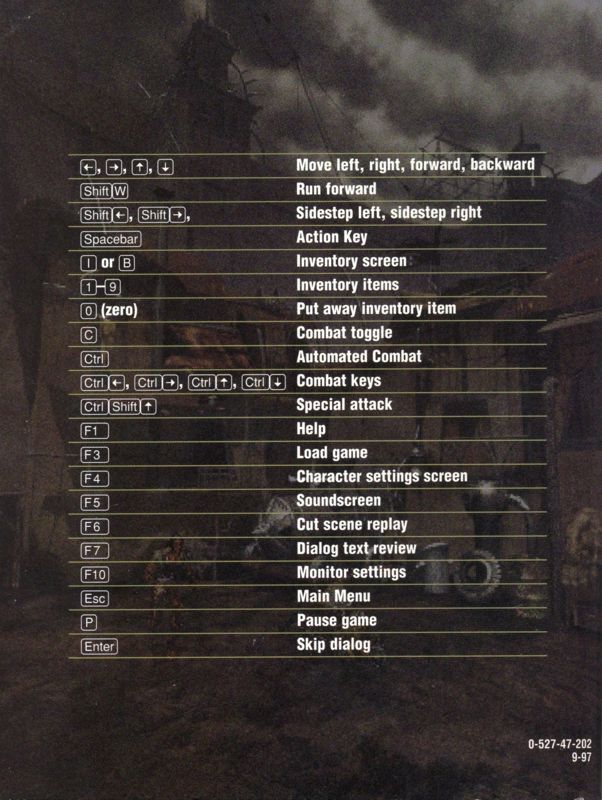 ←, →, ↑, ↓ Move left, right, forward, backward
Shift W Run forward
Shift ←, Shift →, Sidestep left, sidestep right
Spacebar Action Key
I or B Inventory screen
1–9 Inventory items
0 (zero) Put away inventory item
C Combat toggle
Ctrl Automated Combat
Ctrl ←, Ctrl →, Ctrl ↑, Ctrl ↓ Combat keys
Ctrl Shift ↑ Special attack
F1 Help
F3 Load game
F4 Character settings screen
F5 Soundscreen
F6 Cut scene replay
F7 Dialog text review
F10 Monitor settings
Esc Main Menu
P Pause game
Enter Skip dialog
0-527-47-202
9-97